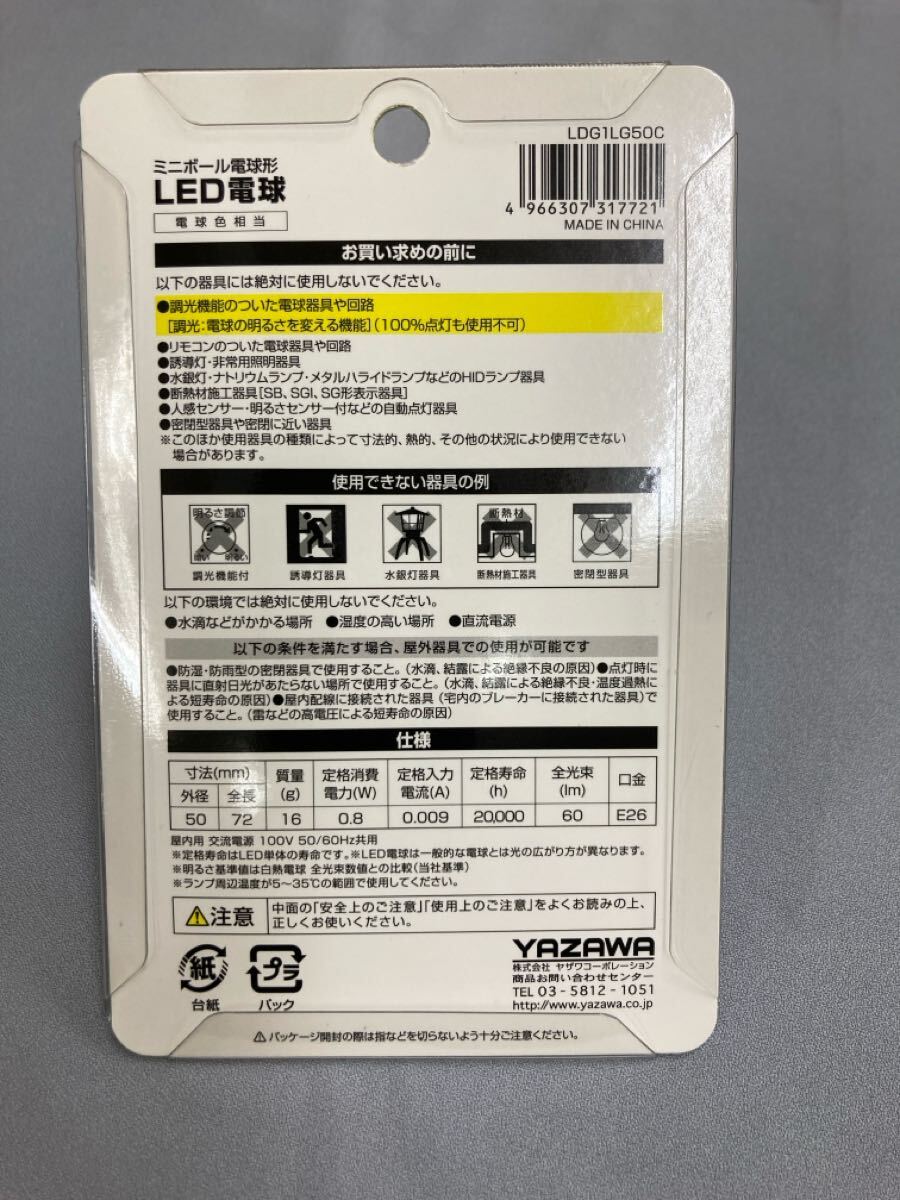 LDG1LG50C
ミニボール電球形
LED電球
電球色相当
4 966307 317721
MADE IN CHINA
お買い求めの前に
以下の器具には絶対に使用しないでください。
●調光機能のついた電球器具や回路
[調光:電球の明るさを変える機能](100%点灯も使用不可)
●リモコンのついた電球器具や回路
●誘導灯・非常用照明器具
●水銀灯・ナトリウムランプ・メタルハライドランプなどのHIDランプ器具
●断熱材施工器具[SB、SGI、SG形表示器具]
●人感センサー・明るさセンサー付などの自動点灯器具
●密閉型器具や密閉に近い器具
※このほか使用器具の種類によって寸法的、熱的、その他の状況により使用できない
場合があります。
使用できない器具の例
明るさ調節
暗い 明るい
断熱材
調光機能付 誘導灯器具 水銀灯器具 断熱材施工器具 密閉型器具
以下の環境では絶対に使用しないでください。
●水滴などがかかる場所 ●湿度の高い場所 ●直流電源
以下の条件を満たす場合、屋外器具での使用が可能です
●防湿・防雨型の密閉器具で使用すること。(水滴、結露による絶縁不良の原因)●点灯時に
器具に直射日光があたらない場所で使用すること。(水滴、結露による絶縁不良・温度過熱に
よる短寿命の原因)●屋内配線に接続された器具(宅内のブレーカーに接続された器具)で
使用すること。(雷などの高電圧による短寿命の原因)
仕様
寸法(mm) 質量(g) 定格消費電力(W) 定格入力電流(A) 定格寿命(h) 全光束(lm) 口金
外径 全長
50 72 16 0.8 0.009 20,000 60 E26
屋内用 交流電源 100V 50/60Hz共用
※定格寿命はLED単体の寿命です。※LED電球は一般的な電球とは光の広がり方が異なります。
※明るさ基準値は白熱電球 全光束数値との比較(当社基準)
※ランプ周辺温度が5〜35℃の範囲で使用してください。
注意
中面の「安全上のご注意」「使用上のご注意」をよくお読みの上、
正しくお使いください。
紙
台紙
プラ
パック
YAZAWA
株式会社 ヤザワコーポレーション
商品お問い合わせセンター
TEL 03-5812-1051
http://www.yazawa.co.jp
⚠パッケージ開封の際は指などを切らないよう十分ご注意ください。